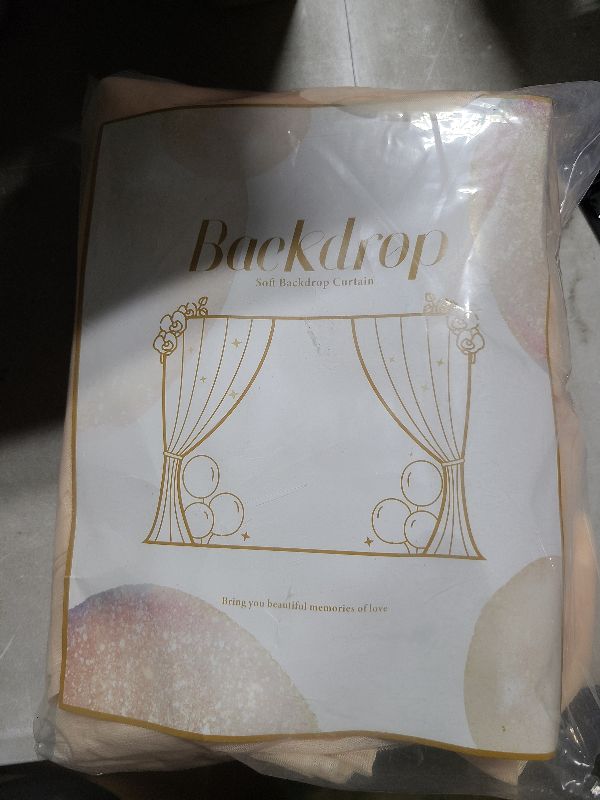 Backdrop
Soft Backdrop Curtain
Bring you beautiful memories of love